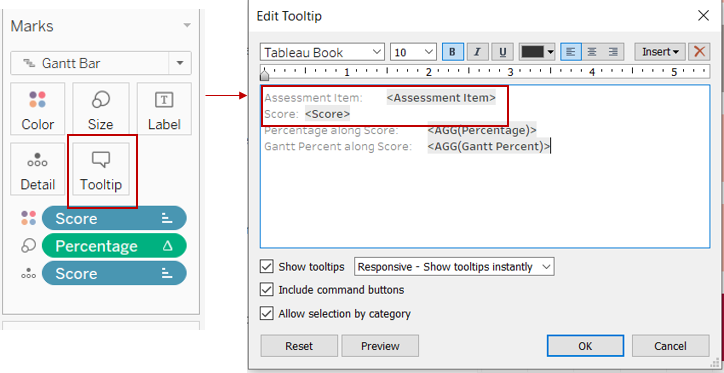 Marks
Gantt Bar
Color Size Label
Detail Tooltip
Score
Percentage
Score
Edit Tooltip
Tableau Book 10 B I U Insert
1 2 3 4 5
Assessment Item: <Assessment Item>
Score: <Score>
Percentage along Score: <AGG(Percentage)>
Gantt Percent along Score: <AGG(Gantt Percent)>
Show tooltips Responsive - Show tooltips instantly
Include command buttons
Allow selection by category
Reset Preview OK Cancel